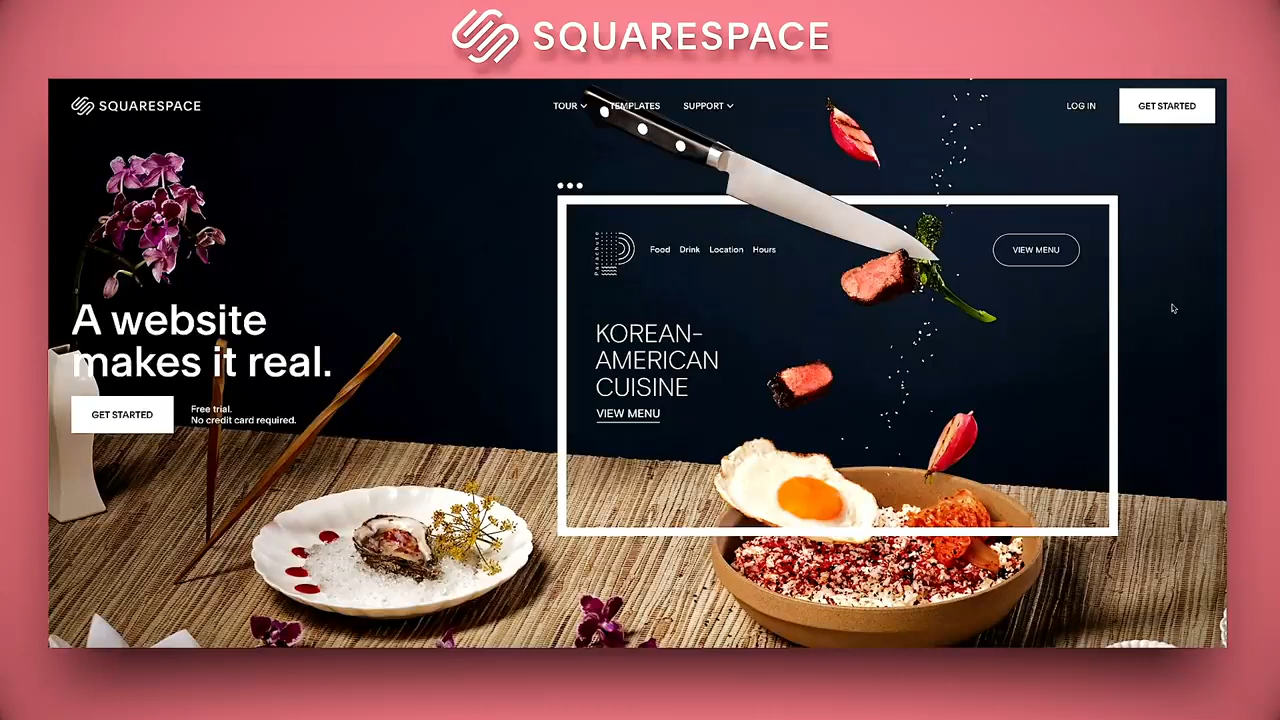 SQUARESPACE
SQUARESPACE
TOUR
TEMPLATES
SUPPORT
LOG IN
GET STARTED
Parachute
Food Drink Location Hours
VIEW MENU
A website
makes it real.
GET STARTED
Free trial.
No credit card required.
KOREAN-
AMERICAN
CUISINE
VIEW MENU